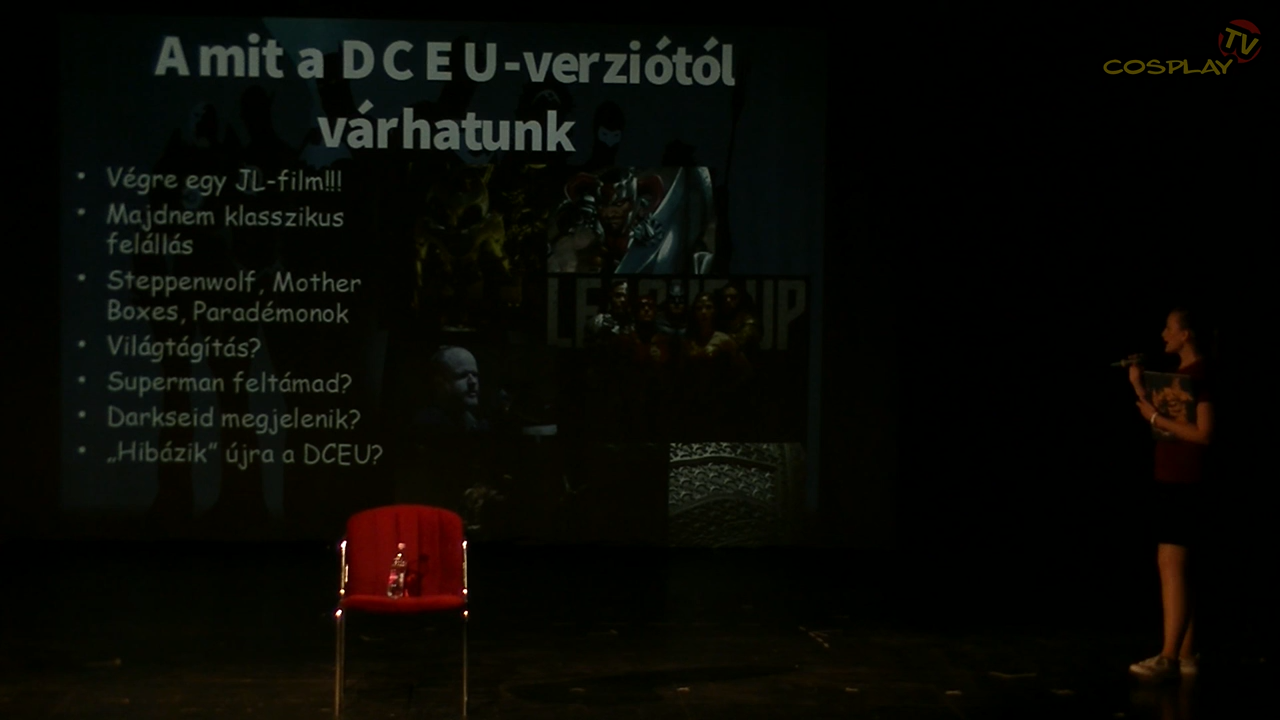 Amit a DCEU-verziótól
várhatunk
• Végre egy JL-film!!!
• Majdnem klasszikus
felállás
• Steppenwolf, Mother
Boxes, Paradémonok
• Világtágítás?
• Superman feltámad?
• Darkseid megjelenik?
• „Hibázik” újra a DCEU?
COSPLAY TV